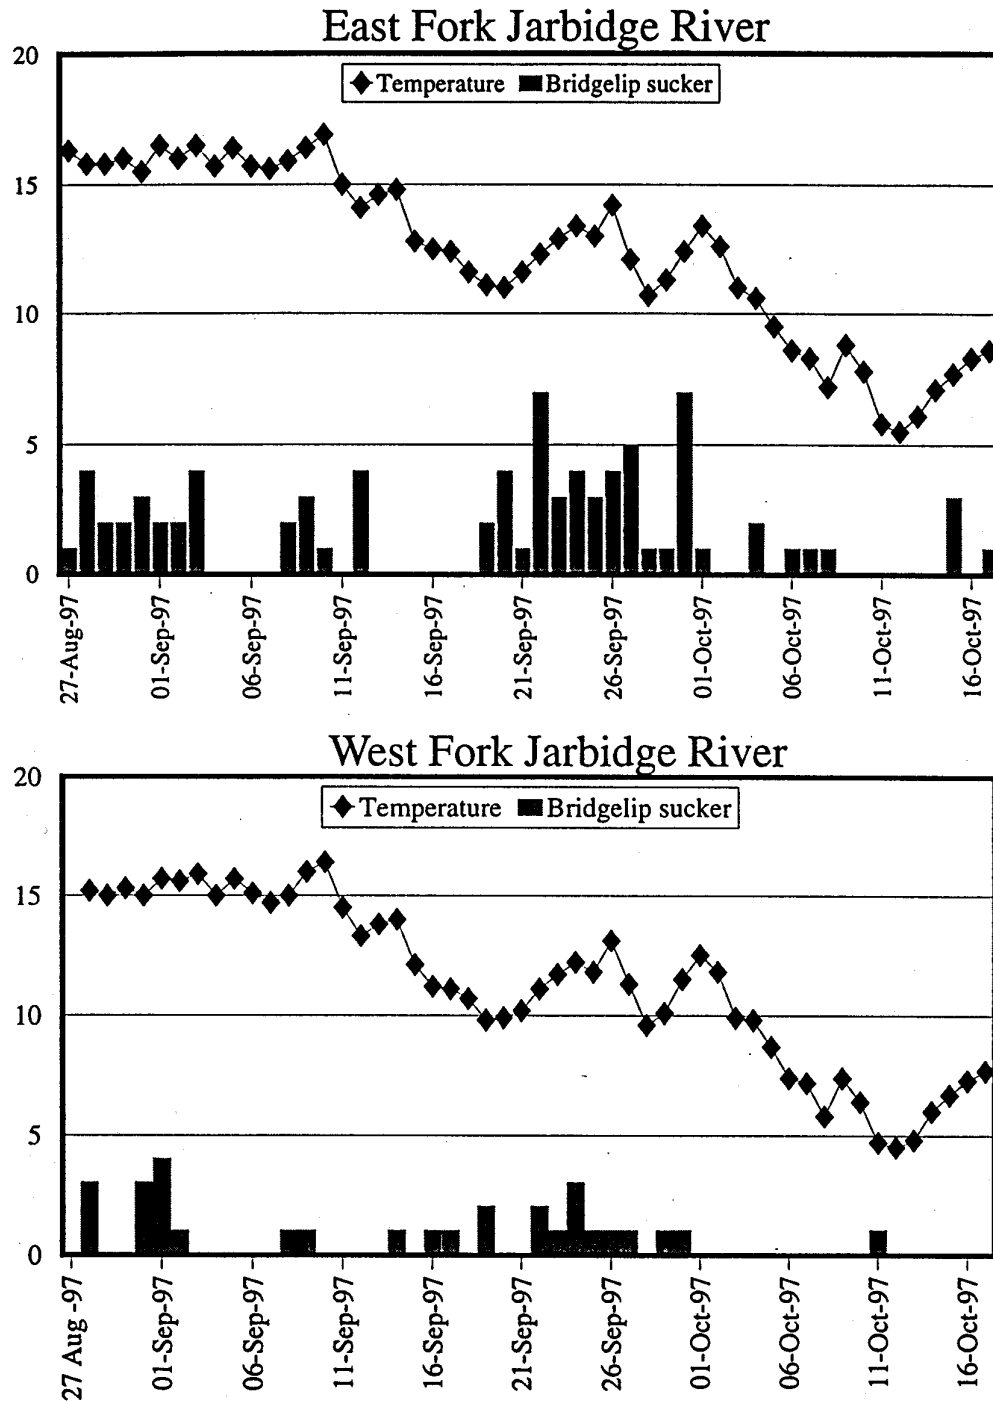 East Fork Jarbidge River
20
Temperature Bridgelip sucker
15
10
5
0
27-Aug-97 01-Sep-97 06-Sep-97 11-Sep-97 16-Sep-97 21-Sep-97 26-Sep-97 01-Oct-97 06-Oct-97 11-Oct-97 16-Oct-97
West Fork Jarbidge River
20
Temperature Bridgelip sucker
15
10
5
0
27 Aug -97 01-Sep-97 06-Sep-97 11-Sep-97 16-Sep-97 21-Sep-97 26-Sep-97 01-Oct-97 06-Oct-97 11-Oct-97 16-Oct-97